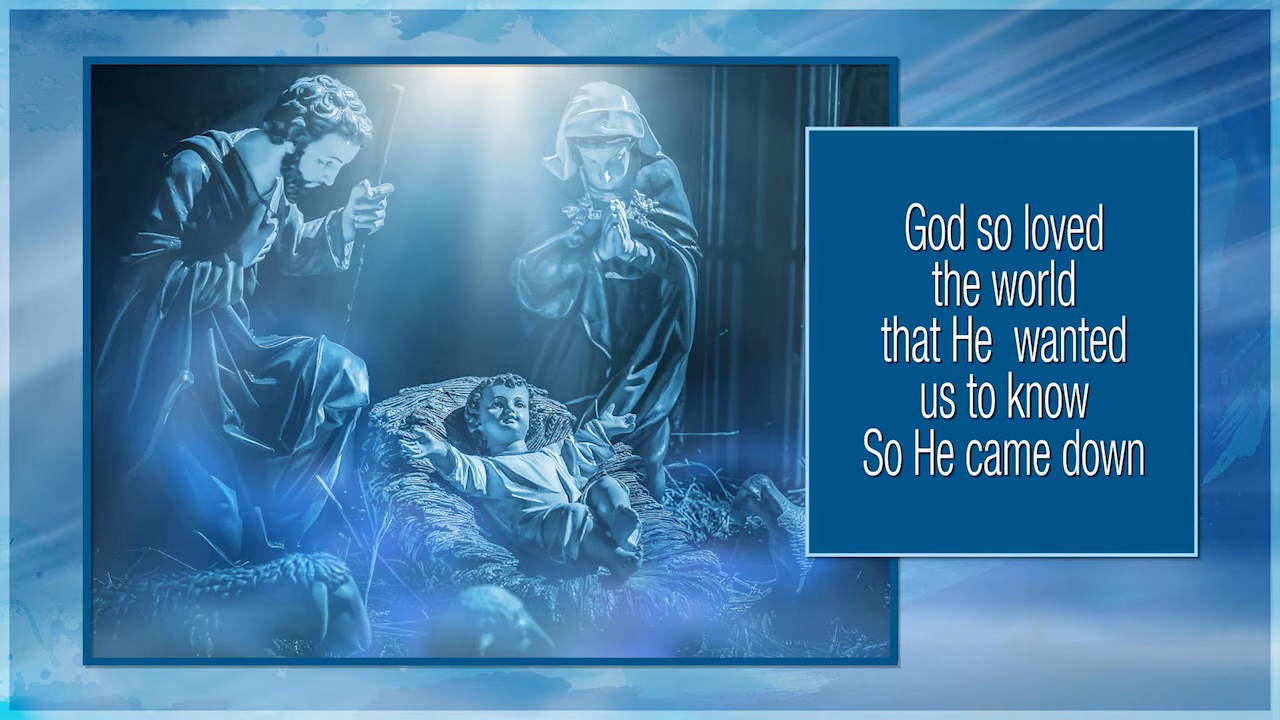 God so loved
the world
that He  wanted
us to know
So He came down